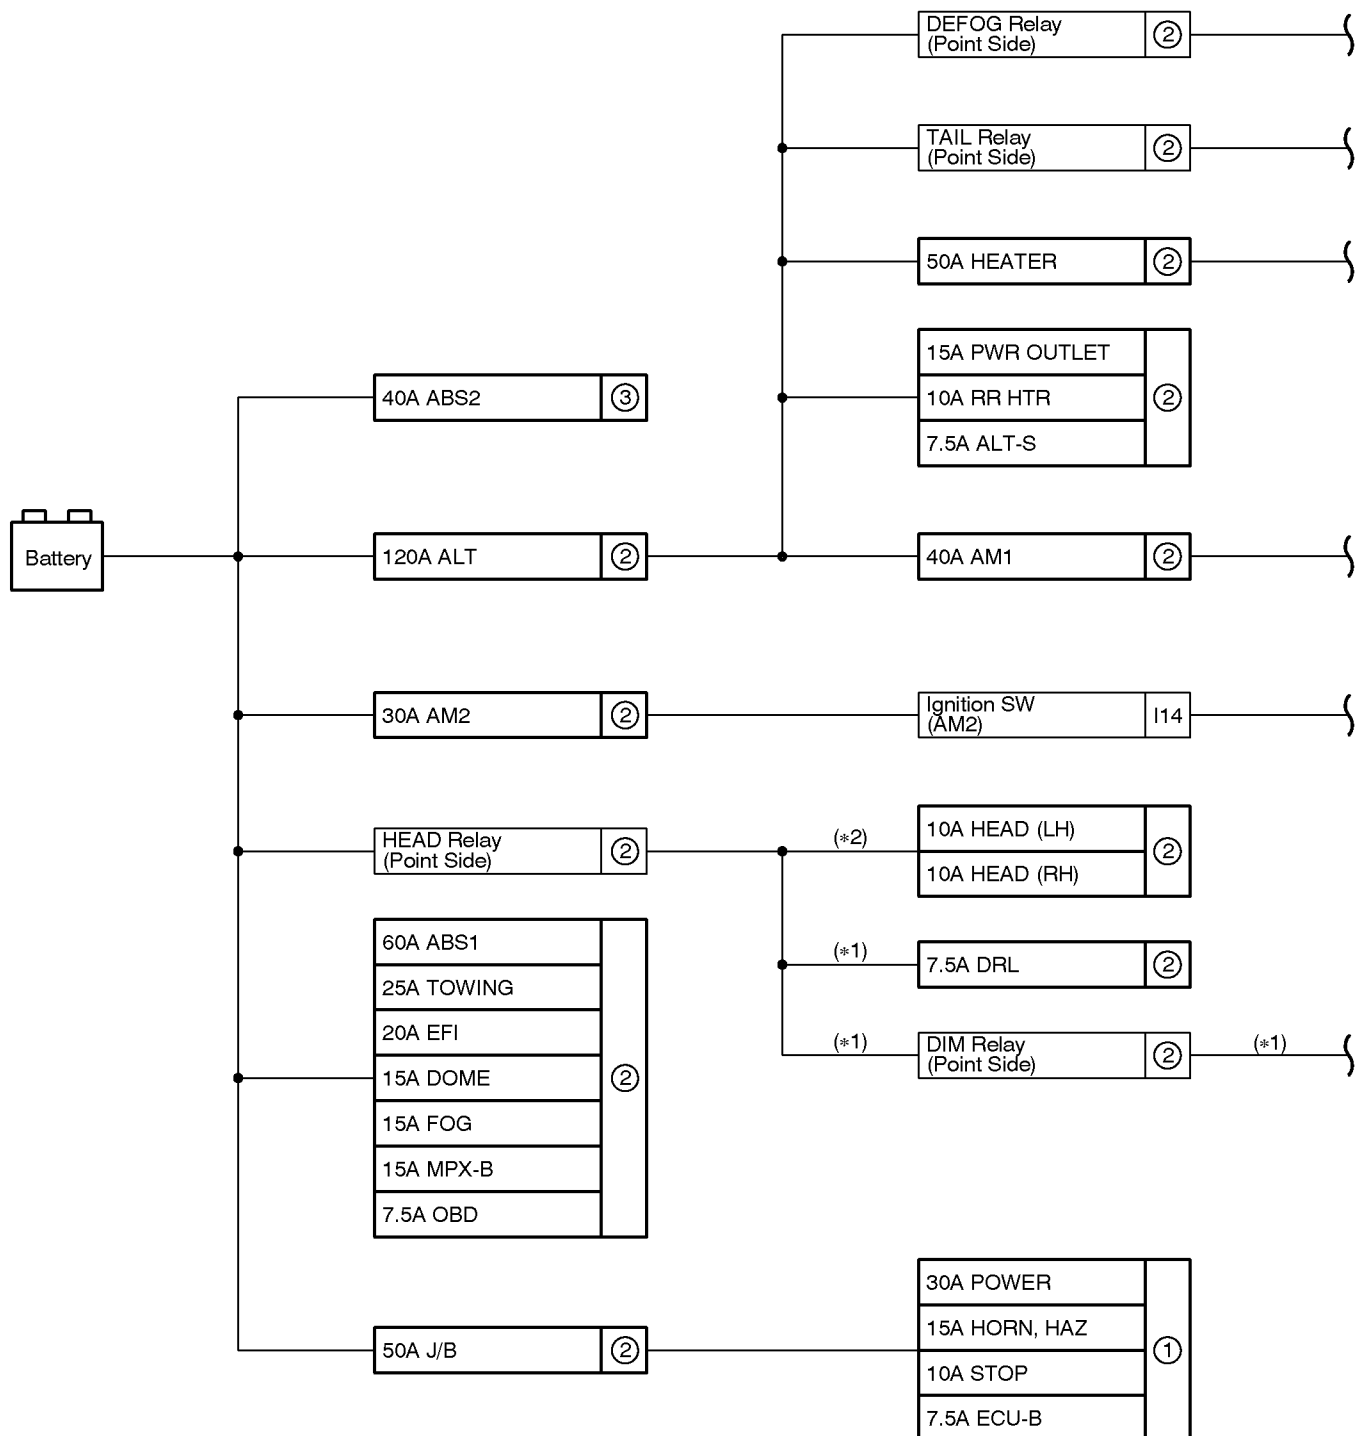 DEFOG Relay
(Point Side)
2
TAIL Relay
(Point Side)
2
50A HEATER
2
15A PWR OUTLET
10A RR HTR
7.5A ALT-S
2
40A ABS2
3
Battery
120A ALT
2
40A AM1
2
30A AM2
2
Ignition SW
(AM2)
I14
HEAD Relay
(Point Side)
2
(*2)
10A HEAD (LH)
10A HEAD (RH)
2
(*1)
7.5A DRL
2
(*1)
DIM Relay
(Point Side)
2
(*1)
60A ABS1
25A TOWING
20A EFI
15A DOME
15A FOG
15A MPX-B
7.5A OBD
2
50A J/B
2
30A POWER
15A HORN, HAZ
10A STOP
7.5A ECU-B
1